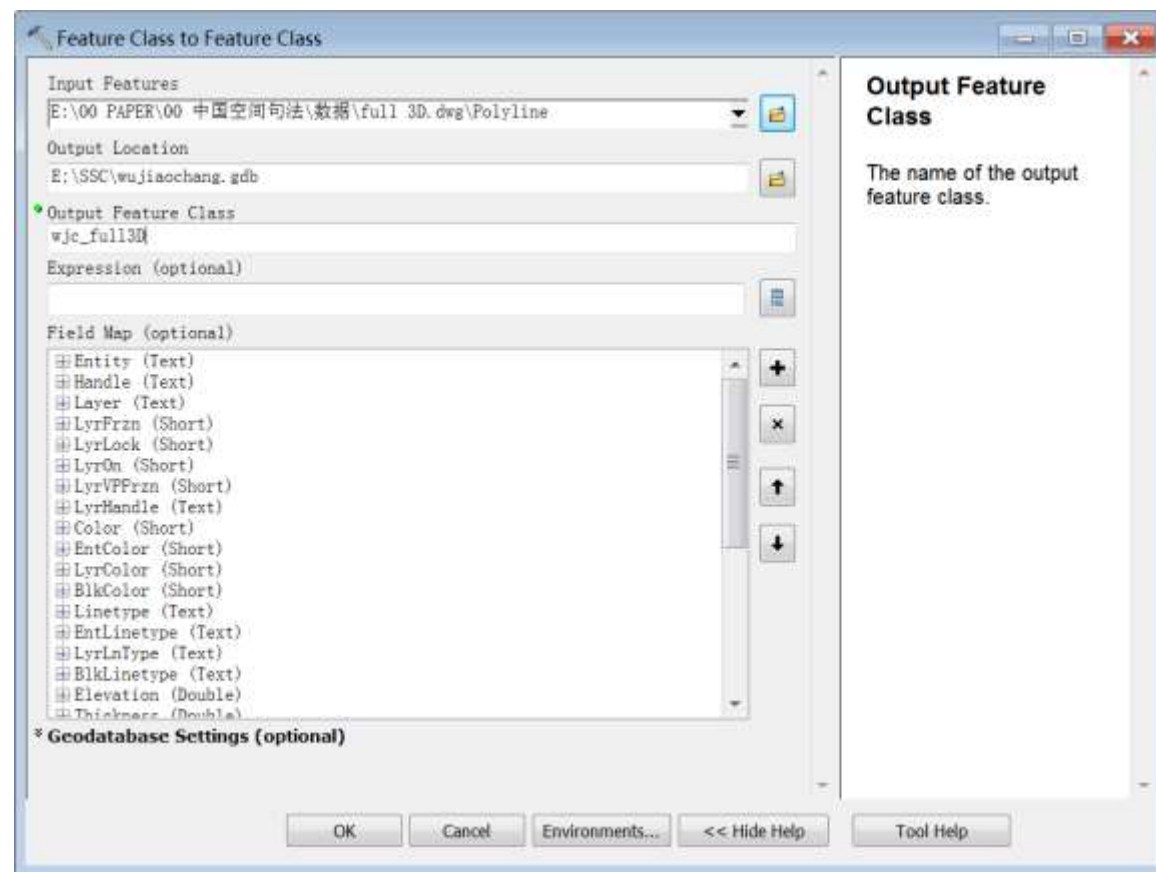 Feature Class to Feature Class
Input Features
E:\00 PAPER\00 中国空间句法\数据\full 3D.dwg\Polyline
Output Location
E:\SSC\wujiaochang.gdb
Output Feature Class
wjc_full3D
Expression (optional)
Field Map (optional)
Entity (Text)
Handle (Text)
Layer (Text)
LyrFrzn (Short)
LyrLock (Short)
LyrOn (Short)
LyrVPFrzn (Short)
LyrHandle (Text)
Color (Short)
EntColor (Short)
LyrColor (Short)
BlkColor (Short)
Linetype (Text)
EntLinetype (Text)
LyrLnType (Text)
BlkLinetype (Text)
Elevation (Double)
Thickness (Double)
Geodatabase Settings (optional)
OK
Cancel
Environments...
<< Hide Help
Tool Help
Output Feature
Class
The name of the output
feature class.